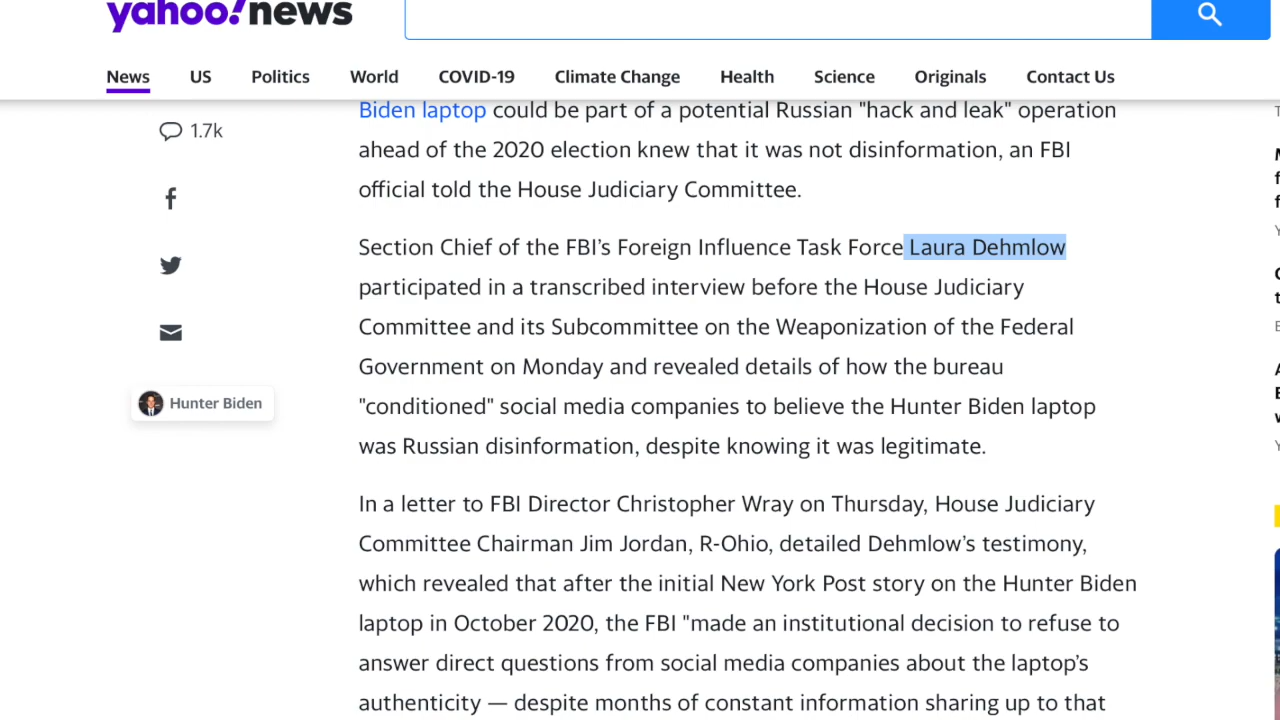 yahoo!news
News US Politics World COVID-19 Climate Change Health Science Originals Contact Us
Biden laptop could be part of a potential Russian "hack and leak" operation
1.7k
ahead of the 2020 election knew that it was not disinformation, an FBI
official told the House Judiciary Committee.
Section Chief of the FBI’s Foreign Influence Task Force Laura Dehmlow
participated in a transcribed interview before the House Judiciary
Committee and its Subcommittee on the Weaponization of the Federal
Government on Monday and revealed details of how the bureau
Hunter Biden
"conditioned" social media companies to believe the Hunter Biden laptop
was Russian disinformation, despite knowing it was legitimate.
In a letter to FBI Director Christopher Wray on Thursday, House Judiciary
Committee Chairman Jim Jordan, R-Ohio, detailed Dehmlow’s testimony,
which revealed that after the initial New York Post story on the Hunter Biden
laptop in October 2020, the FBI "made an institutional decision to refuse to
answer direct questions from social media companies about the laptop’s
authenticity — despite months of constant information sharing up to that